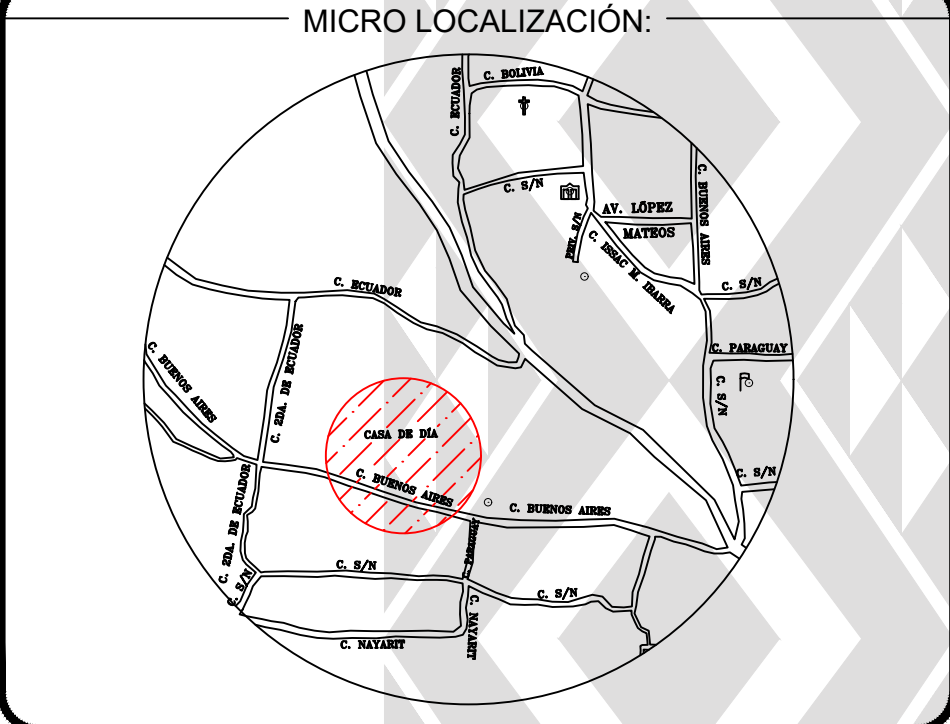 MICRO LOCALIZACIÓN:
C. ECUADOR
C. BOLIVIA
C. S/N
PRIV. S/N
AV. LÓPEZ
MATEOS
C. BUENOS AIRES
C. ISSAC M. IBARRA
C. S/N
C. ECUADOR
C. PARAGUAY
C. BUENOS AIRES
C. 2DA. DE ECUADOR
C. S/N
CASA DE DÍA
C. S/N
C. BUENOS AIRES
C. BUENOS AIRES
C. 2DA. DE ECUADOR
C. S/N
C. S/N
C. S/N
C. NAYARIT
C. NAYARIT